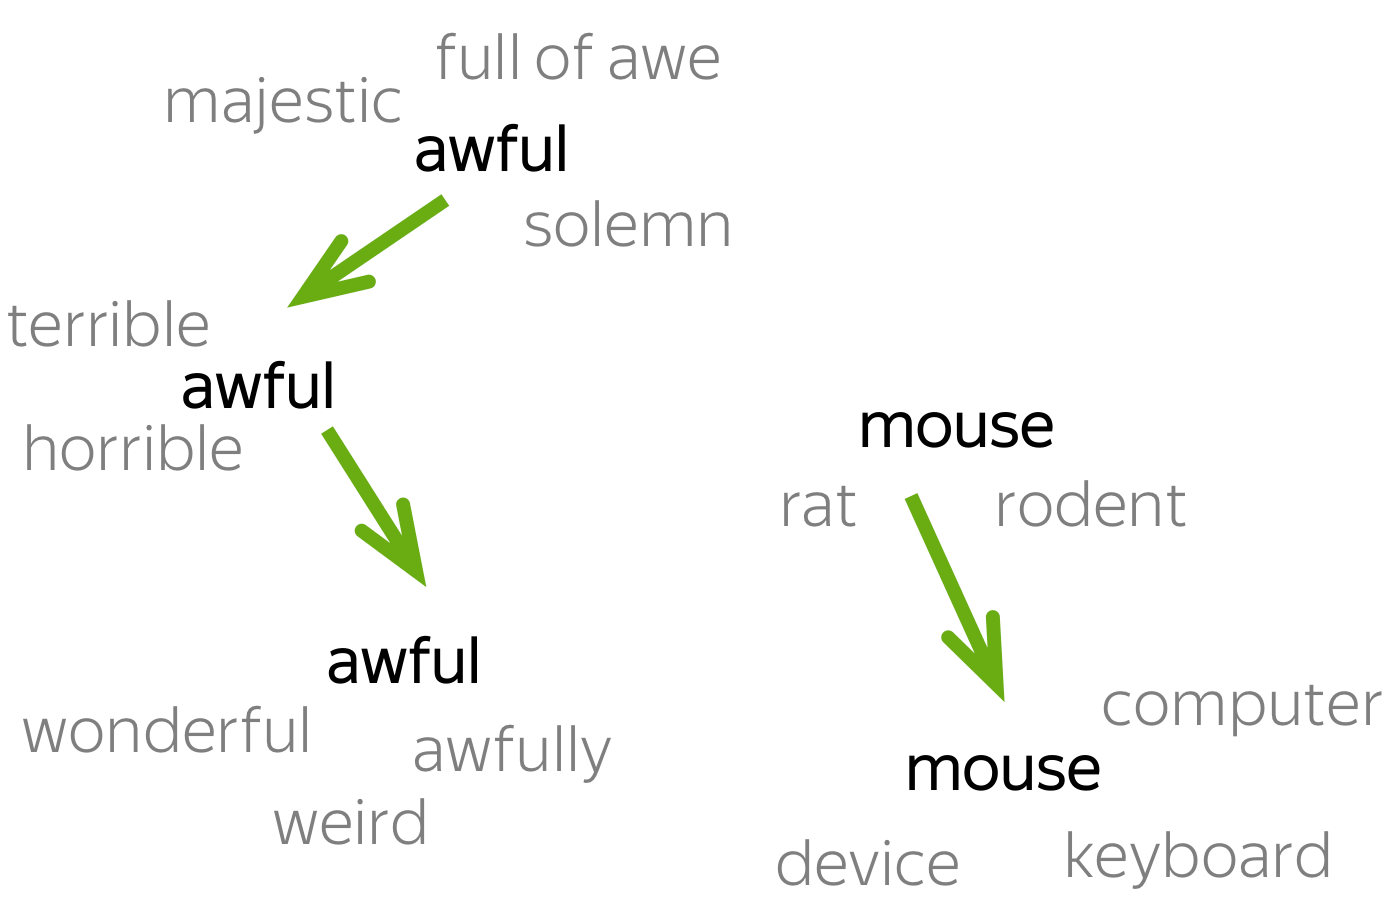 full of awe
majestic
awful
solemn
terrible
awful
horrible
awful
wonderful
awfully
weird
mouse
rat
rodent
computer
mouse
device
keyboard